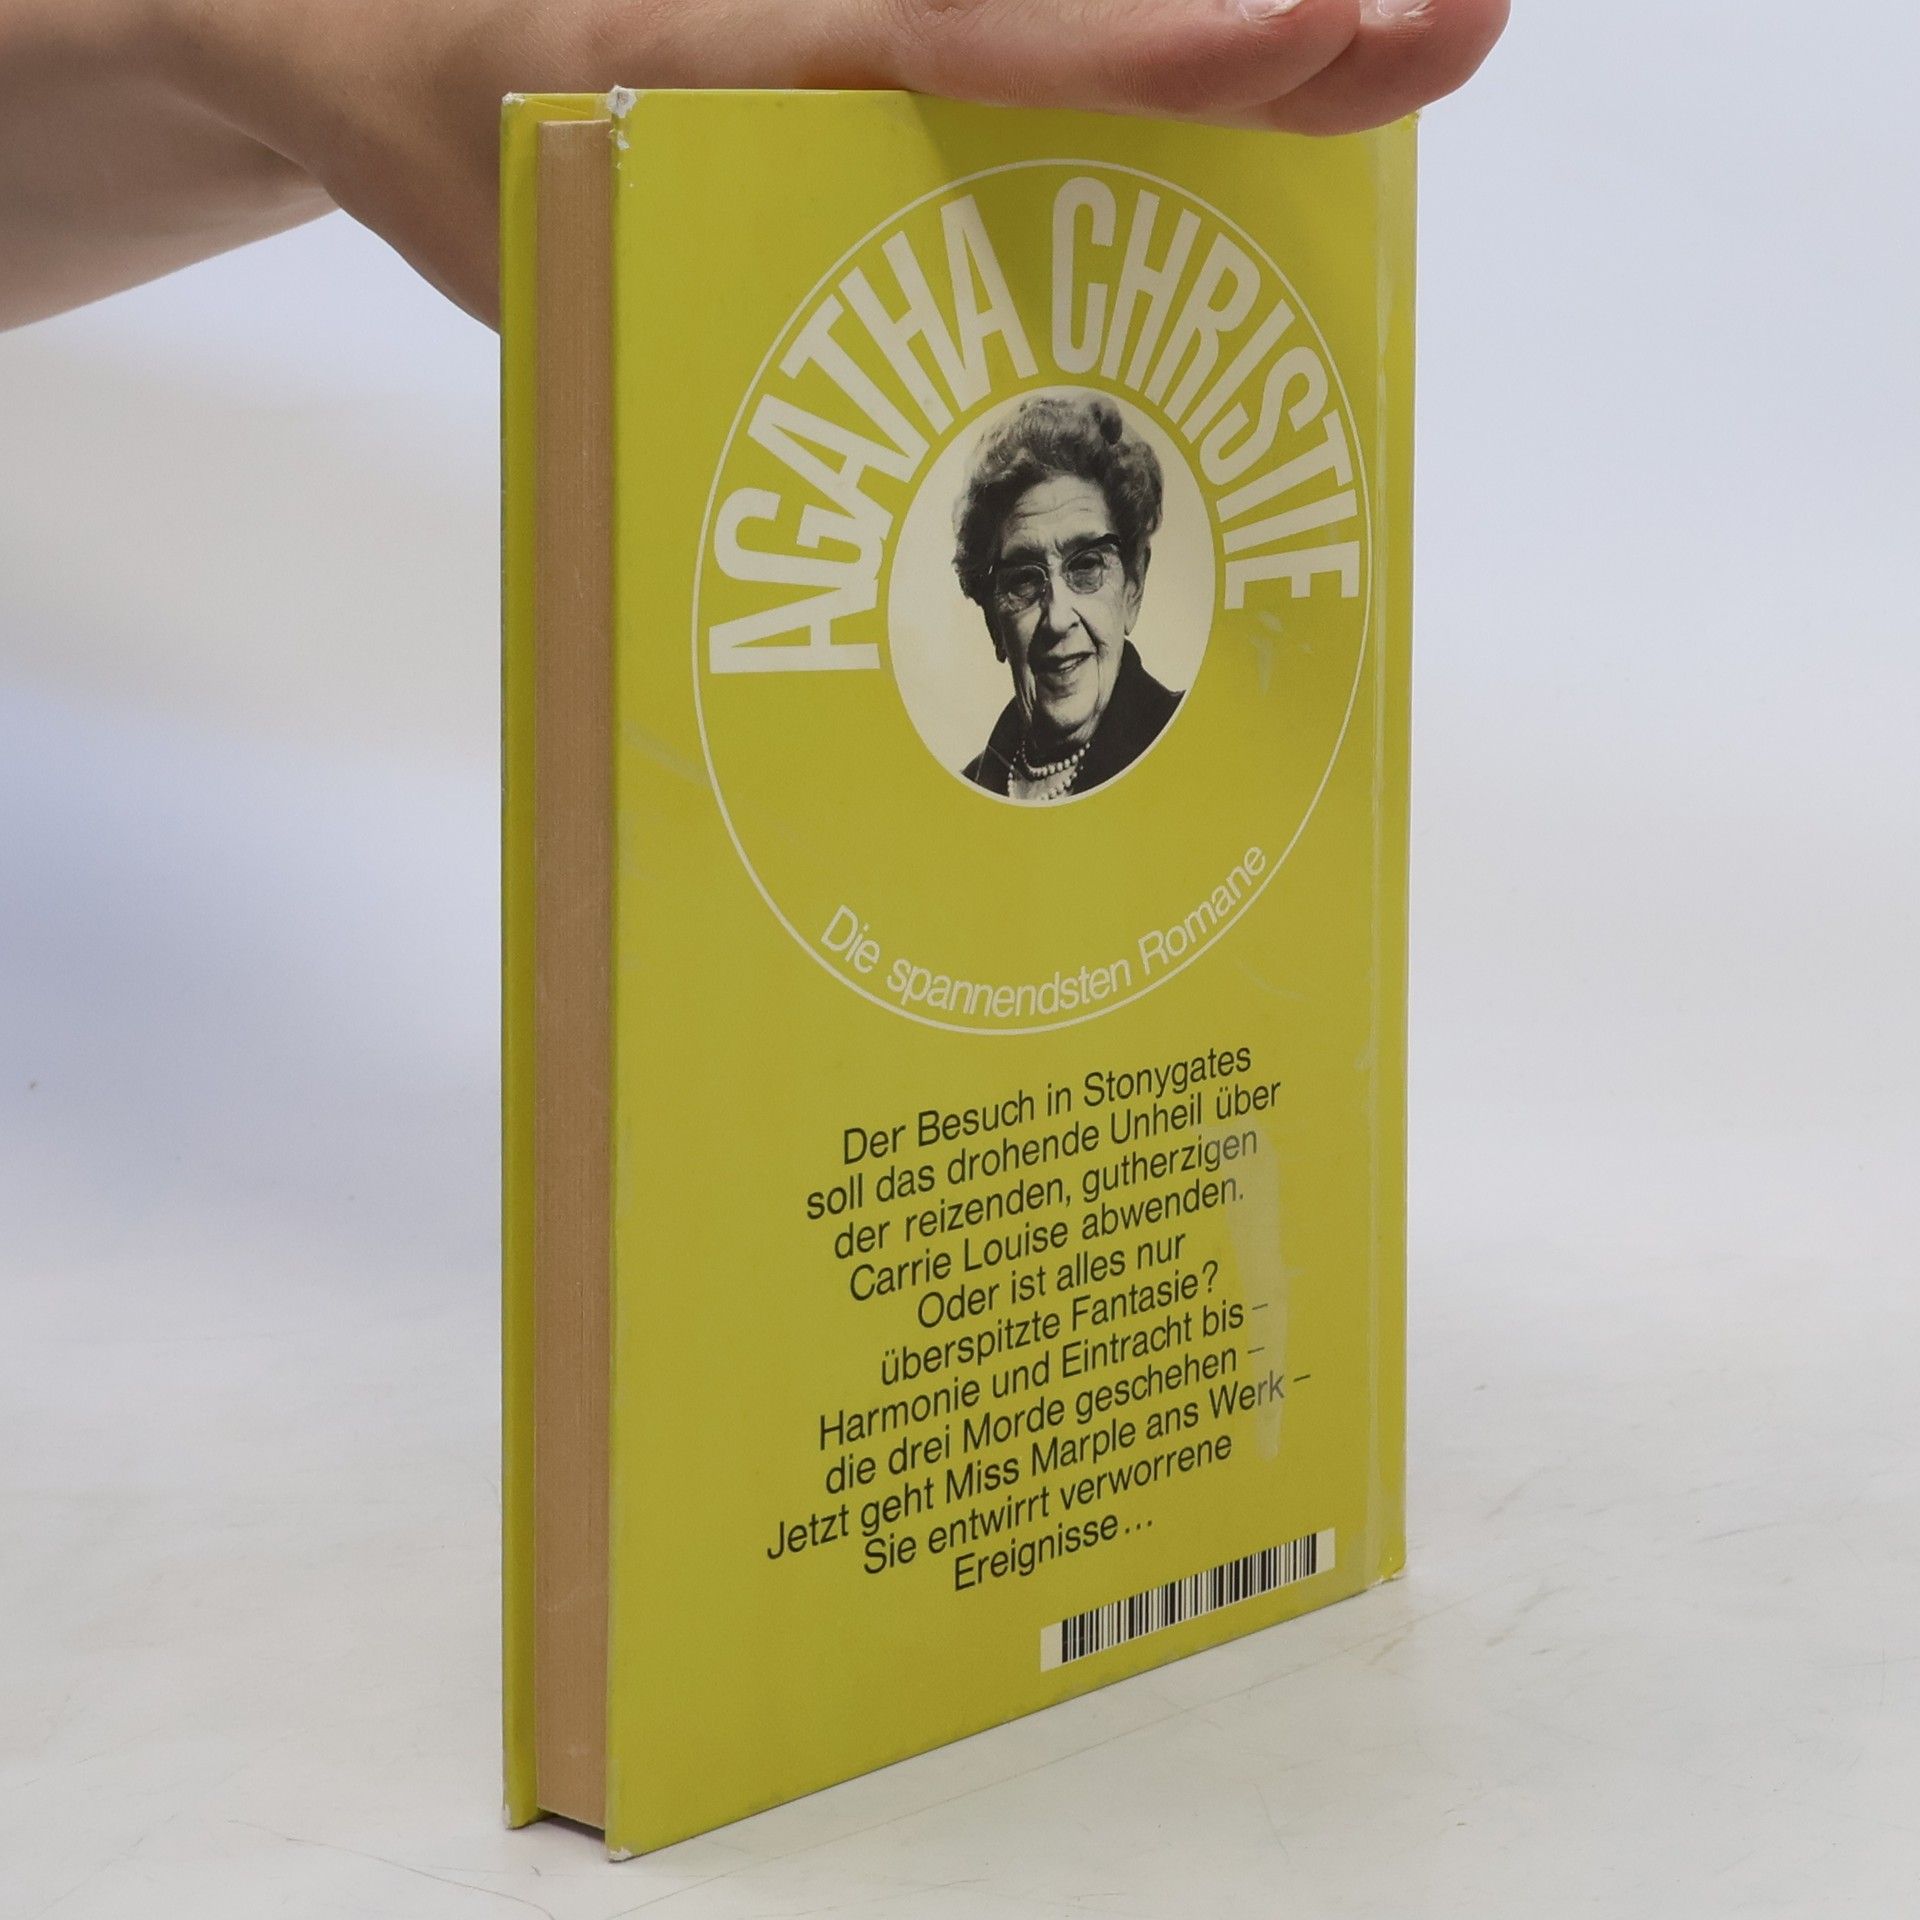 AGATHA CHRISTIE
Die spannendsten Romane
Der Besuch in Stonygates
soll das drohende Unheil über
der reizenden, gutherzigen
Carrie Louise abwenden.
Oder ist alles nur
überspitzte Fantasie?
Harmonie und Eintracht bis –
die drei Morde geschehen –
Jetzt geht Miss Marple ans Werk –
Sie entwirrt verworrene
Ereignisse...